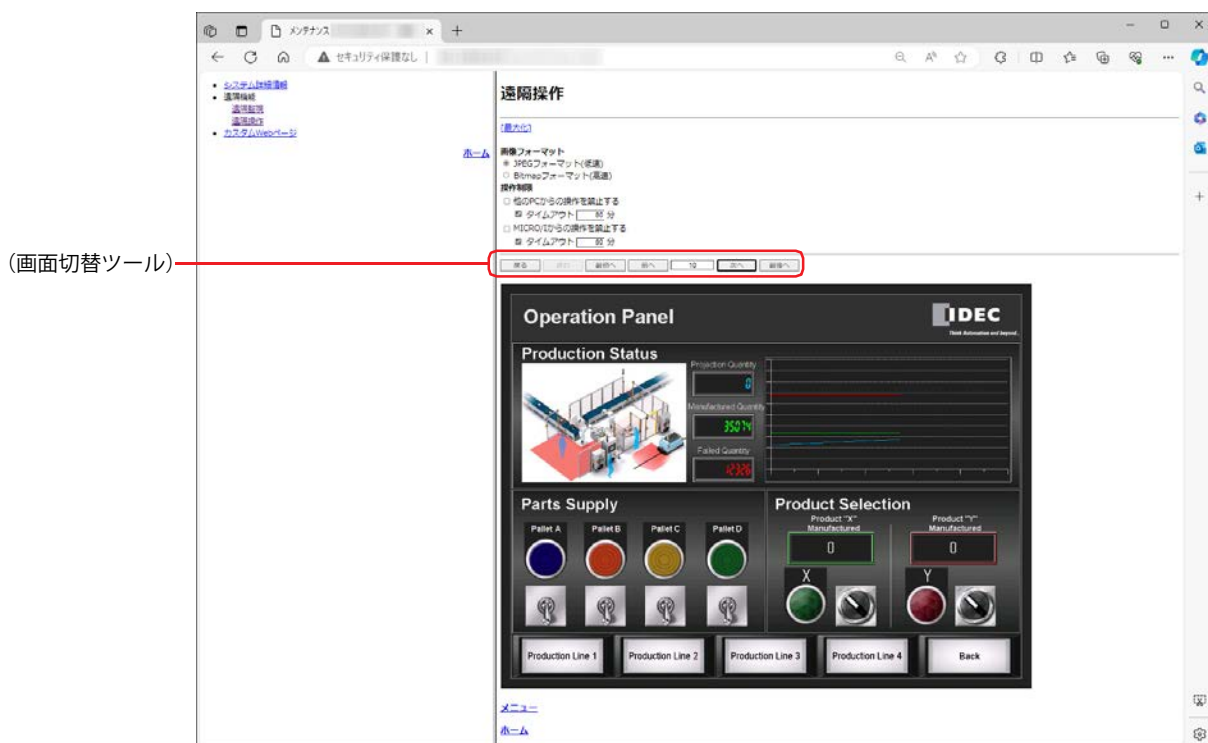 メンテナンス
セキュリティ保護なし
システム詳細情報
遠隔機能
遠隔監視
遠隔操作
カスタムWebページ
ホーム
遠隔操作
[最大化]
画像フォーマット
JPEGフォーマット(低速)
Bitmapフォーマット(高速)
操作制限
他のPCからの操作を禁止する
タイムアウト 分
MICRO/Iからの操作を禁止する
タイムアウト 分
(画面切替ツール)
戻る 最初へ 前へ 10 次へ 最後へ
Operation Panel
IDEC
Think Automation and beyond...
Production Status
Projection Quantity
0
Manufactured Quantity
35074
Failed Quantity
12326
Parts Supply
Pallet A Pallet B Pallet C Pallet D
Product Selection
Product "X" Manufactured
Product "Y" Manufactured
0 0
X Y
Production Line 1 Production Line 2 Production Line 3 Production Line 4 Back
メニュー
ホーム